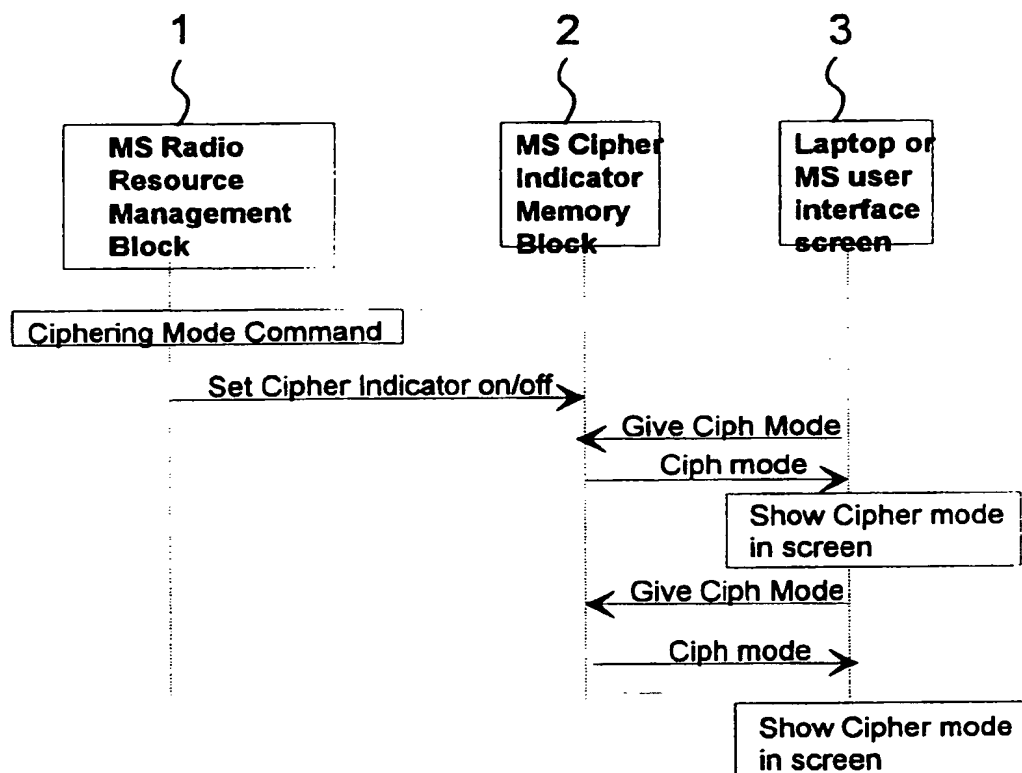 1
2
3
MS Radio
Resource
Management
Block
MS Cipher
Indicator
Memory
Block
Laptop or
MS user
interface
screen
Ciphering Mode Command
Set Cipher Indicator on/off
Give Ciph Mode
Ciph mode
Show Cipher mode
in screen
Give Ciph Mode
Ciph mode
Show Cipher mode
in screen